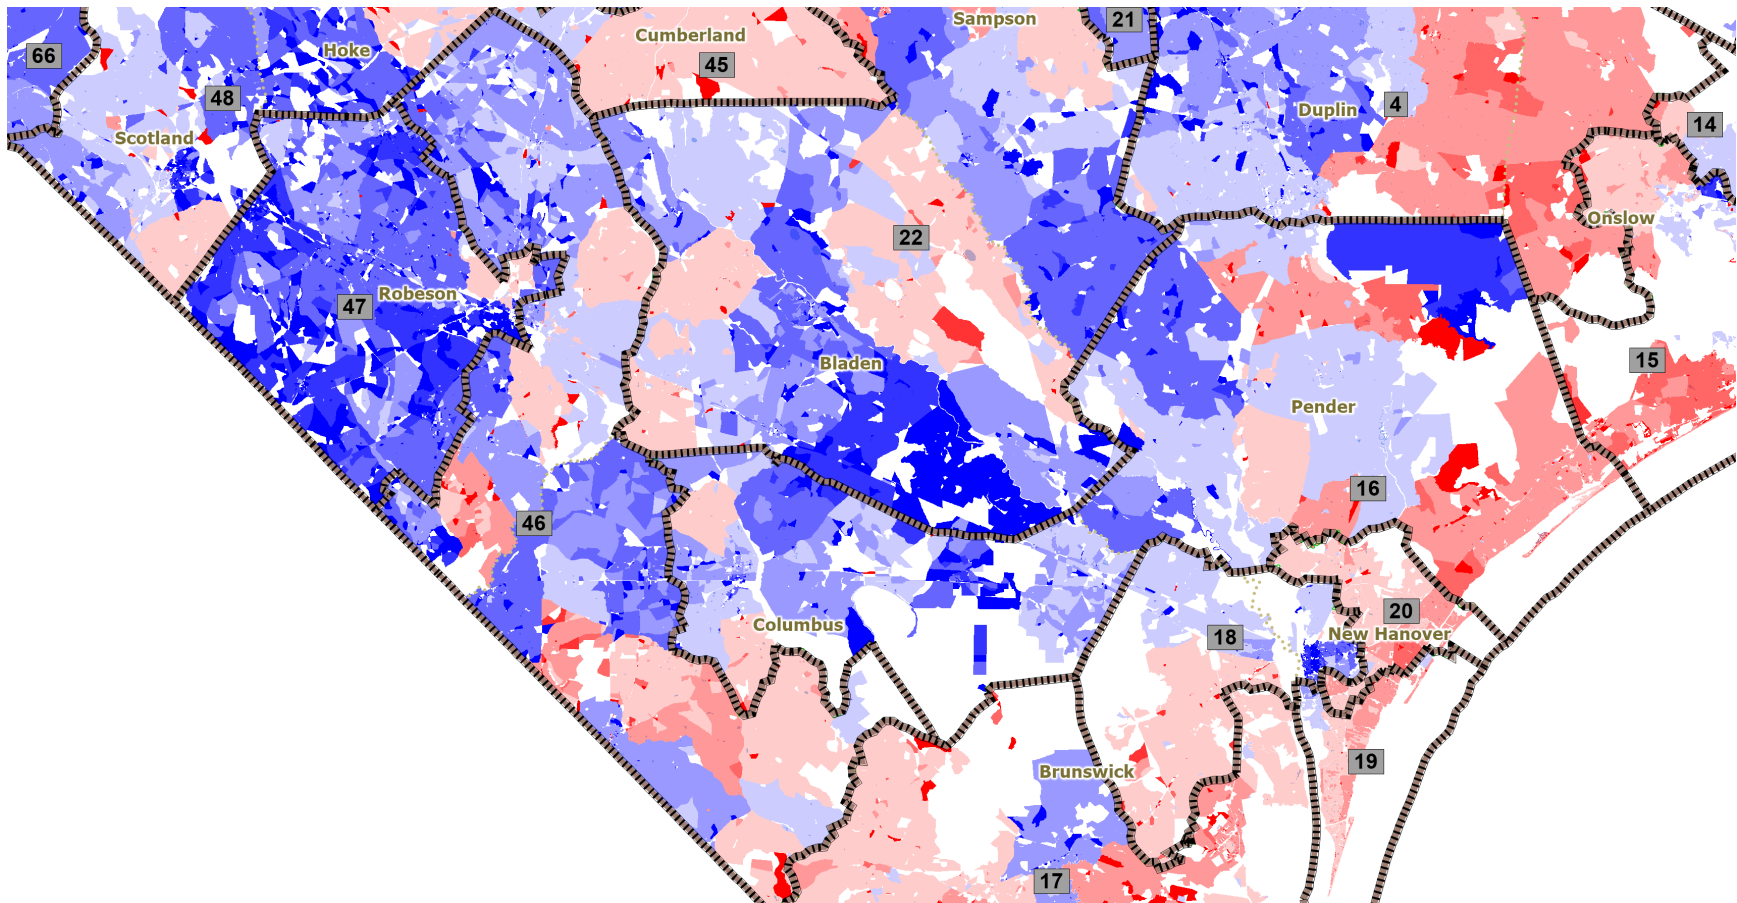 Sampson
21
Cumberland
Hoke
66
45
48
4
Duplin
14
Scotland
Onslow
22
Robeson
47
15
Bladen
Pender
16
46
20
Columbus
18
New Hanover
19
Brunswick
17